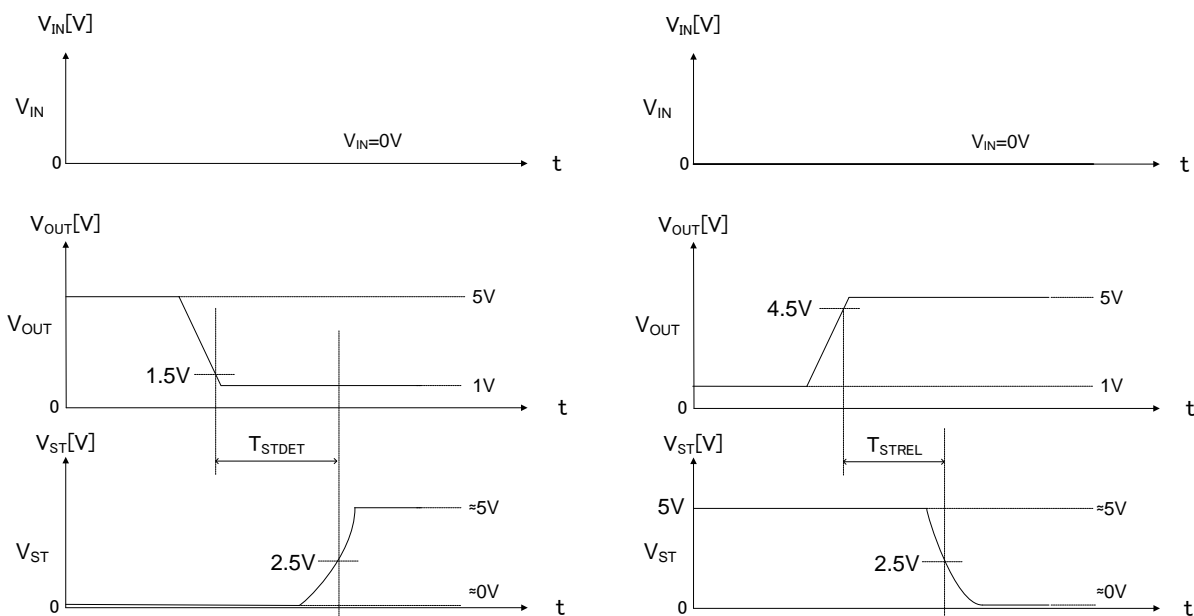 V_IN[V]
V_IN
V_IN=0V
0
t
V_OUT[V]
5V
V_OUT
1.5V
1V
0
t
V_ST[V]
T_STDET
≈5V
V_ST
2.5V
≈0V
0
t
V_IN[V]
V_IN
V_IN=0V
0
t
V_OUT[V]
4.5V
5V
V_OUT
1V
0
t
V_ST[V]
T_STREL
5V
≈5V
V_ST
2.5V
≈0V
0
t